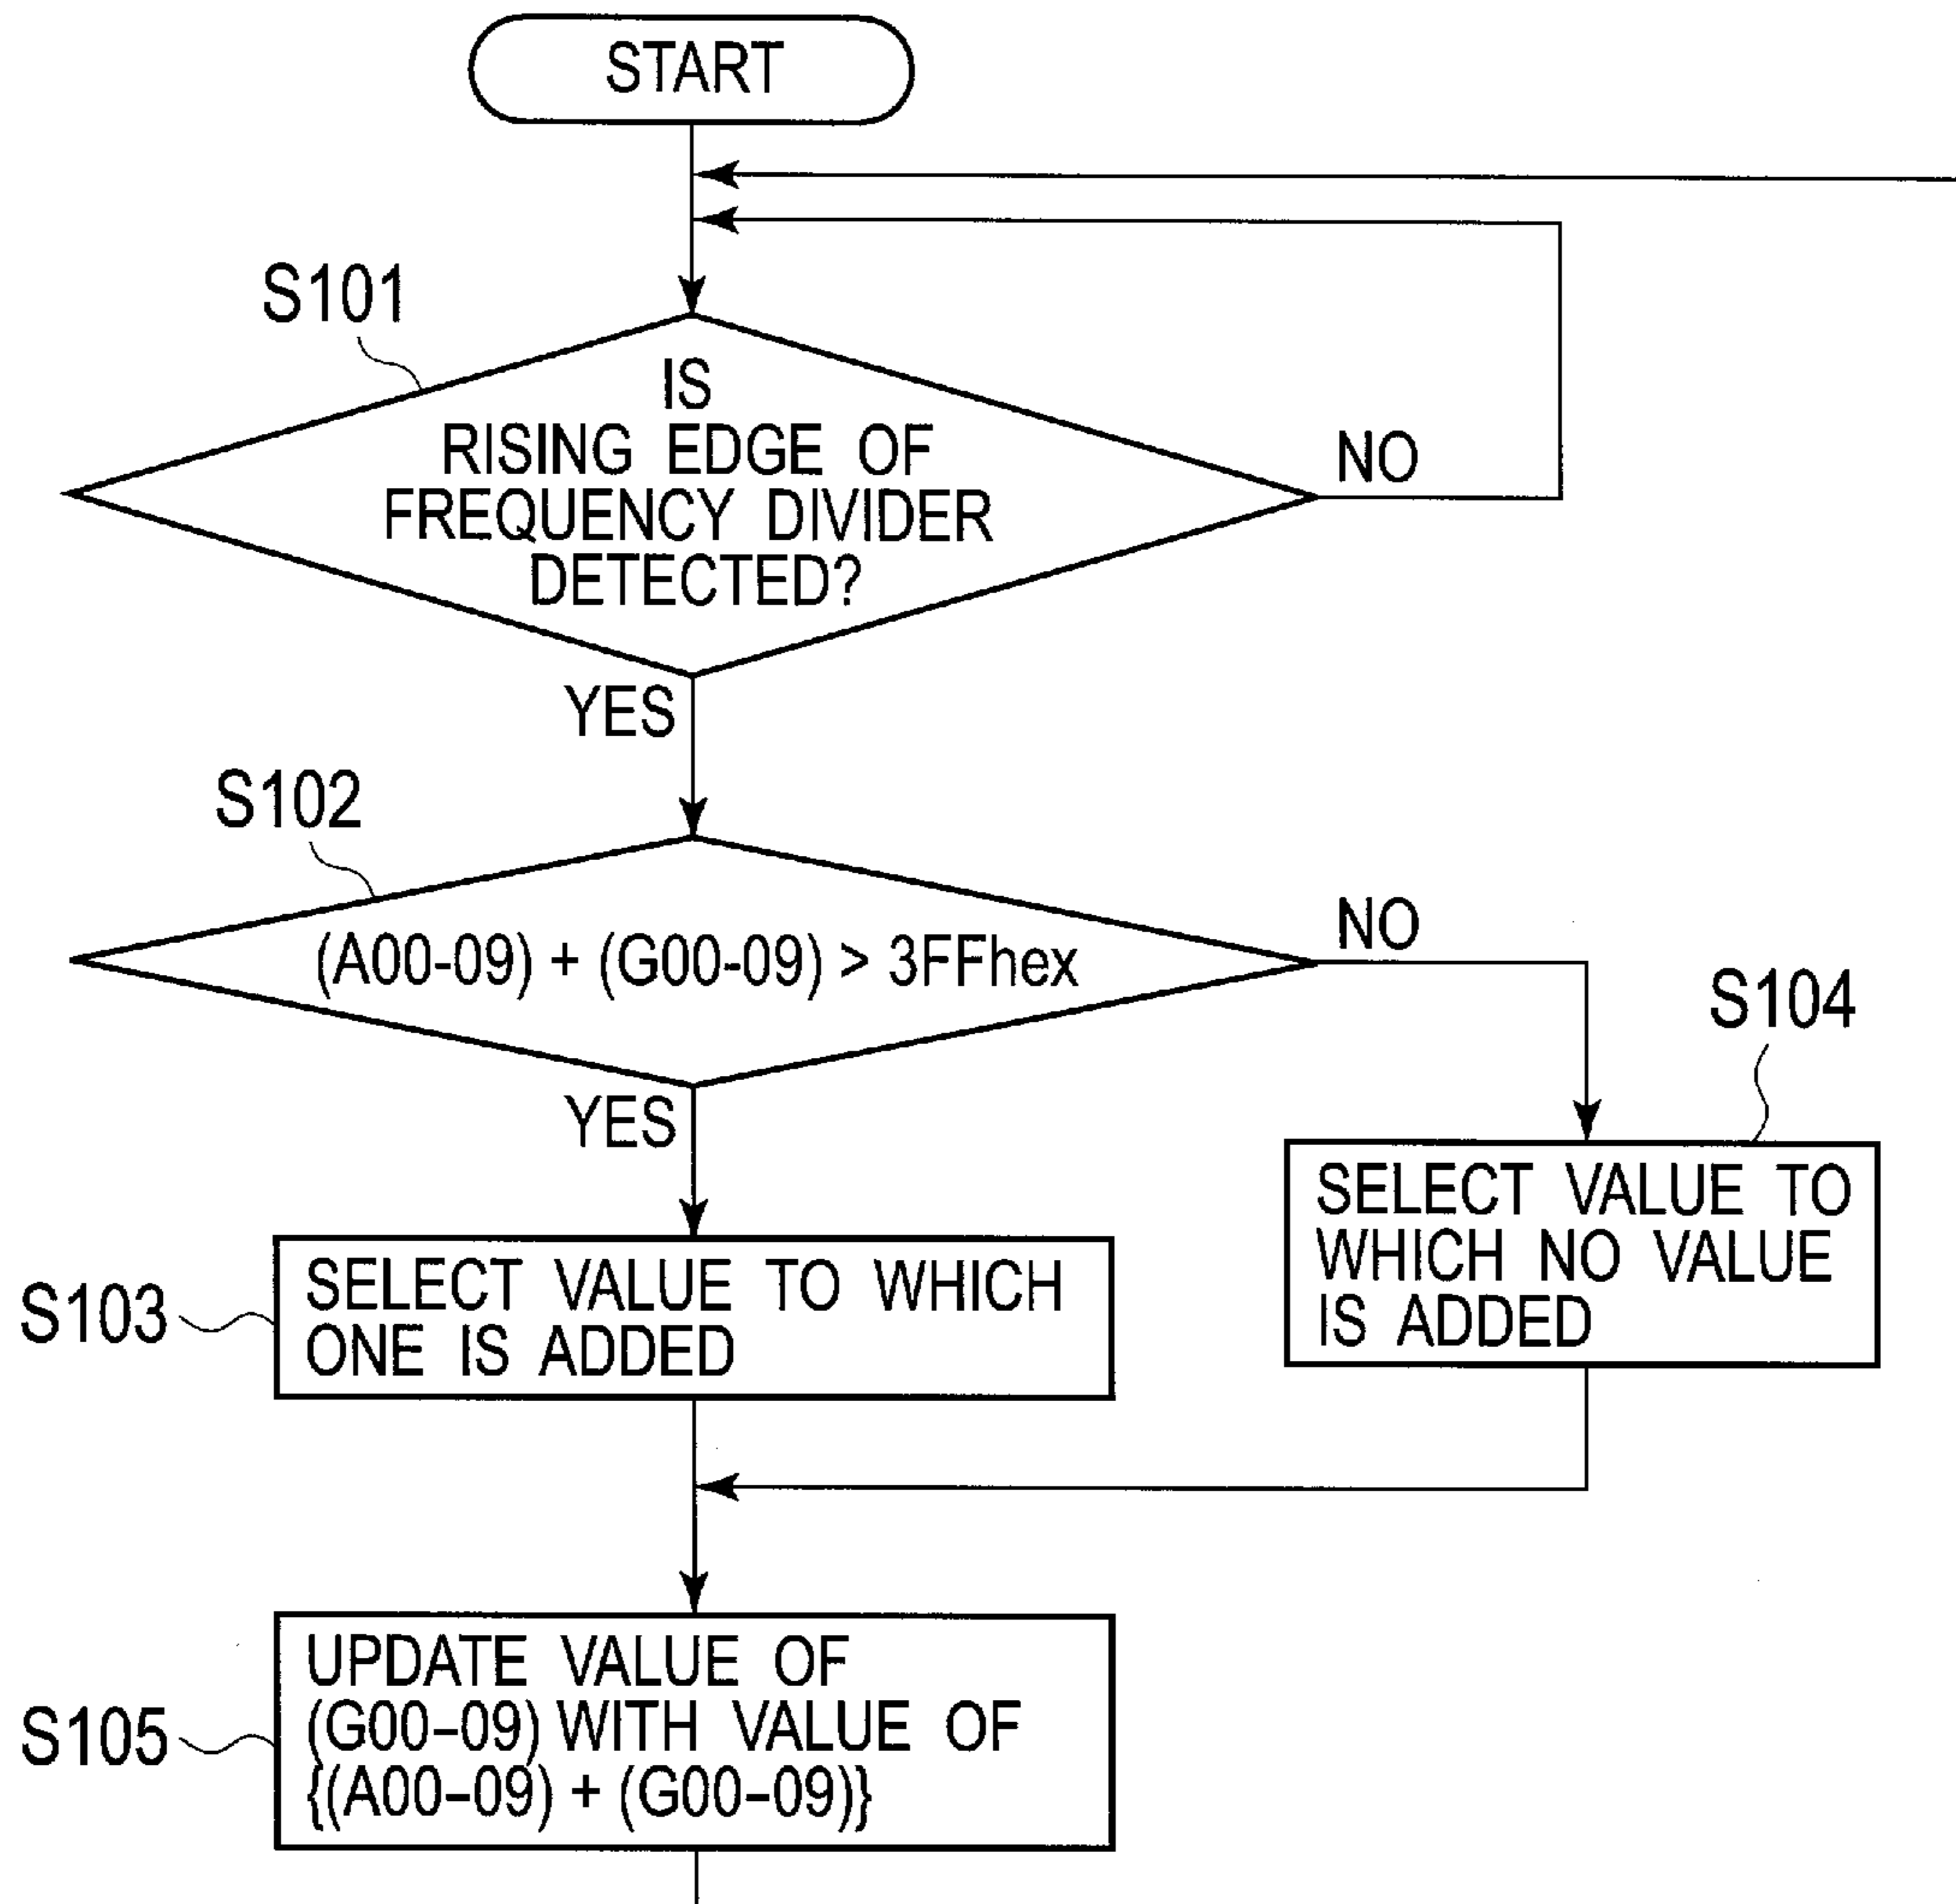 START
S101
IS
RISING EDGE OF
FREQUENCY DIVIDER
DETECTED?
NO
YES
S102
(A00-09) + (G00-09) > 3FFhex
NO
YES
S104
SELECT VALUE TO
WHICH NO VALUE
IS ADDED
S103
SELECT VALUE TO WHICH
ONE IS ADDED
S105
UPDATE VALUE OF
(G00-09) WITH VALUE OF
{(A00-09) + (G00-09)}